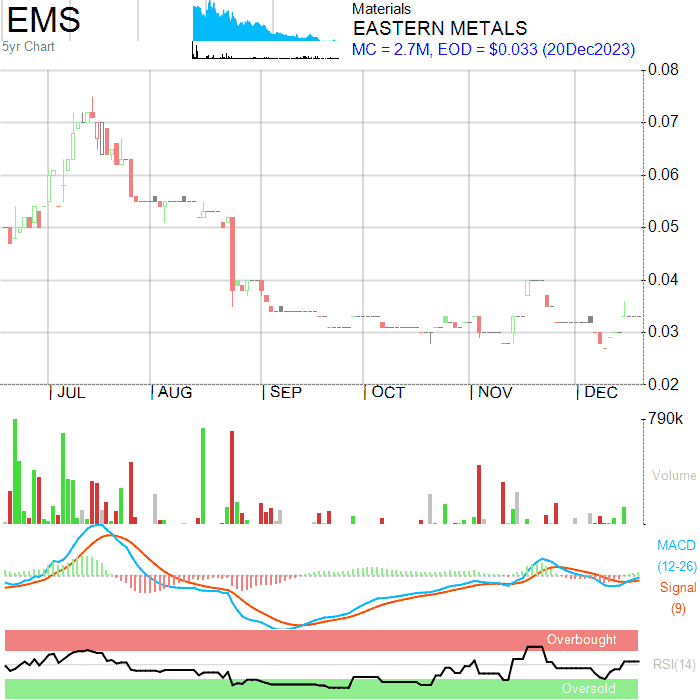 EMS
5yr Chart
Materials
EASTERN METALS
MC = 2.7M, EOD = $0.033 (20Dec2023)
0.08
0.07
0.06
0.05
0.04
0.03
0.02
JUL AUG SEP OCT NOV DEC
790k
Volume
MACD
(12-26)
Signal
(9)
Overbought
RSI(14)
Oversold